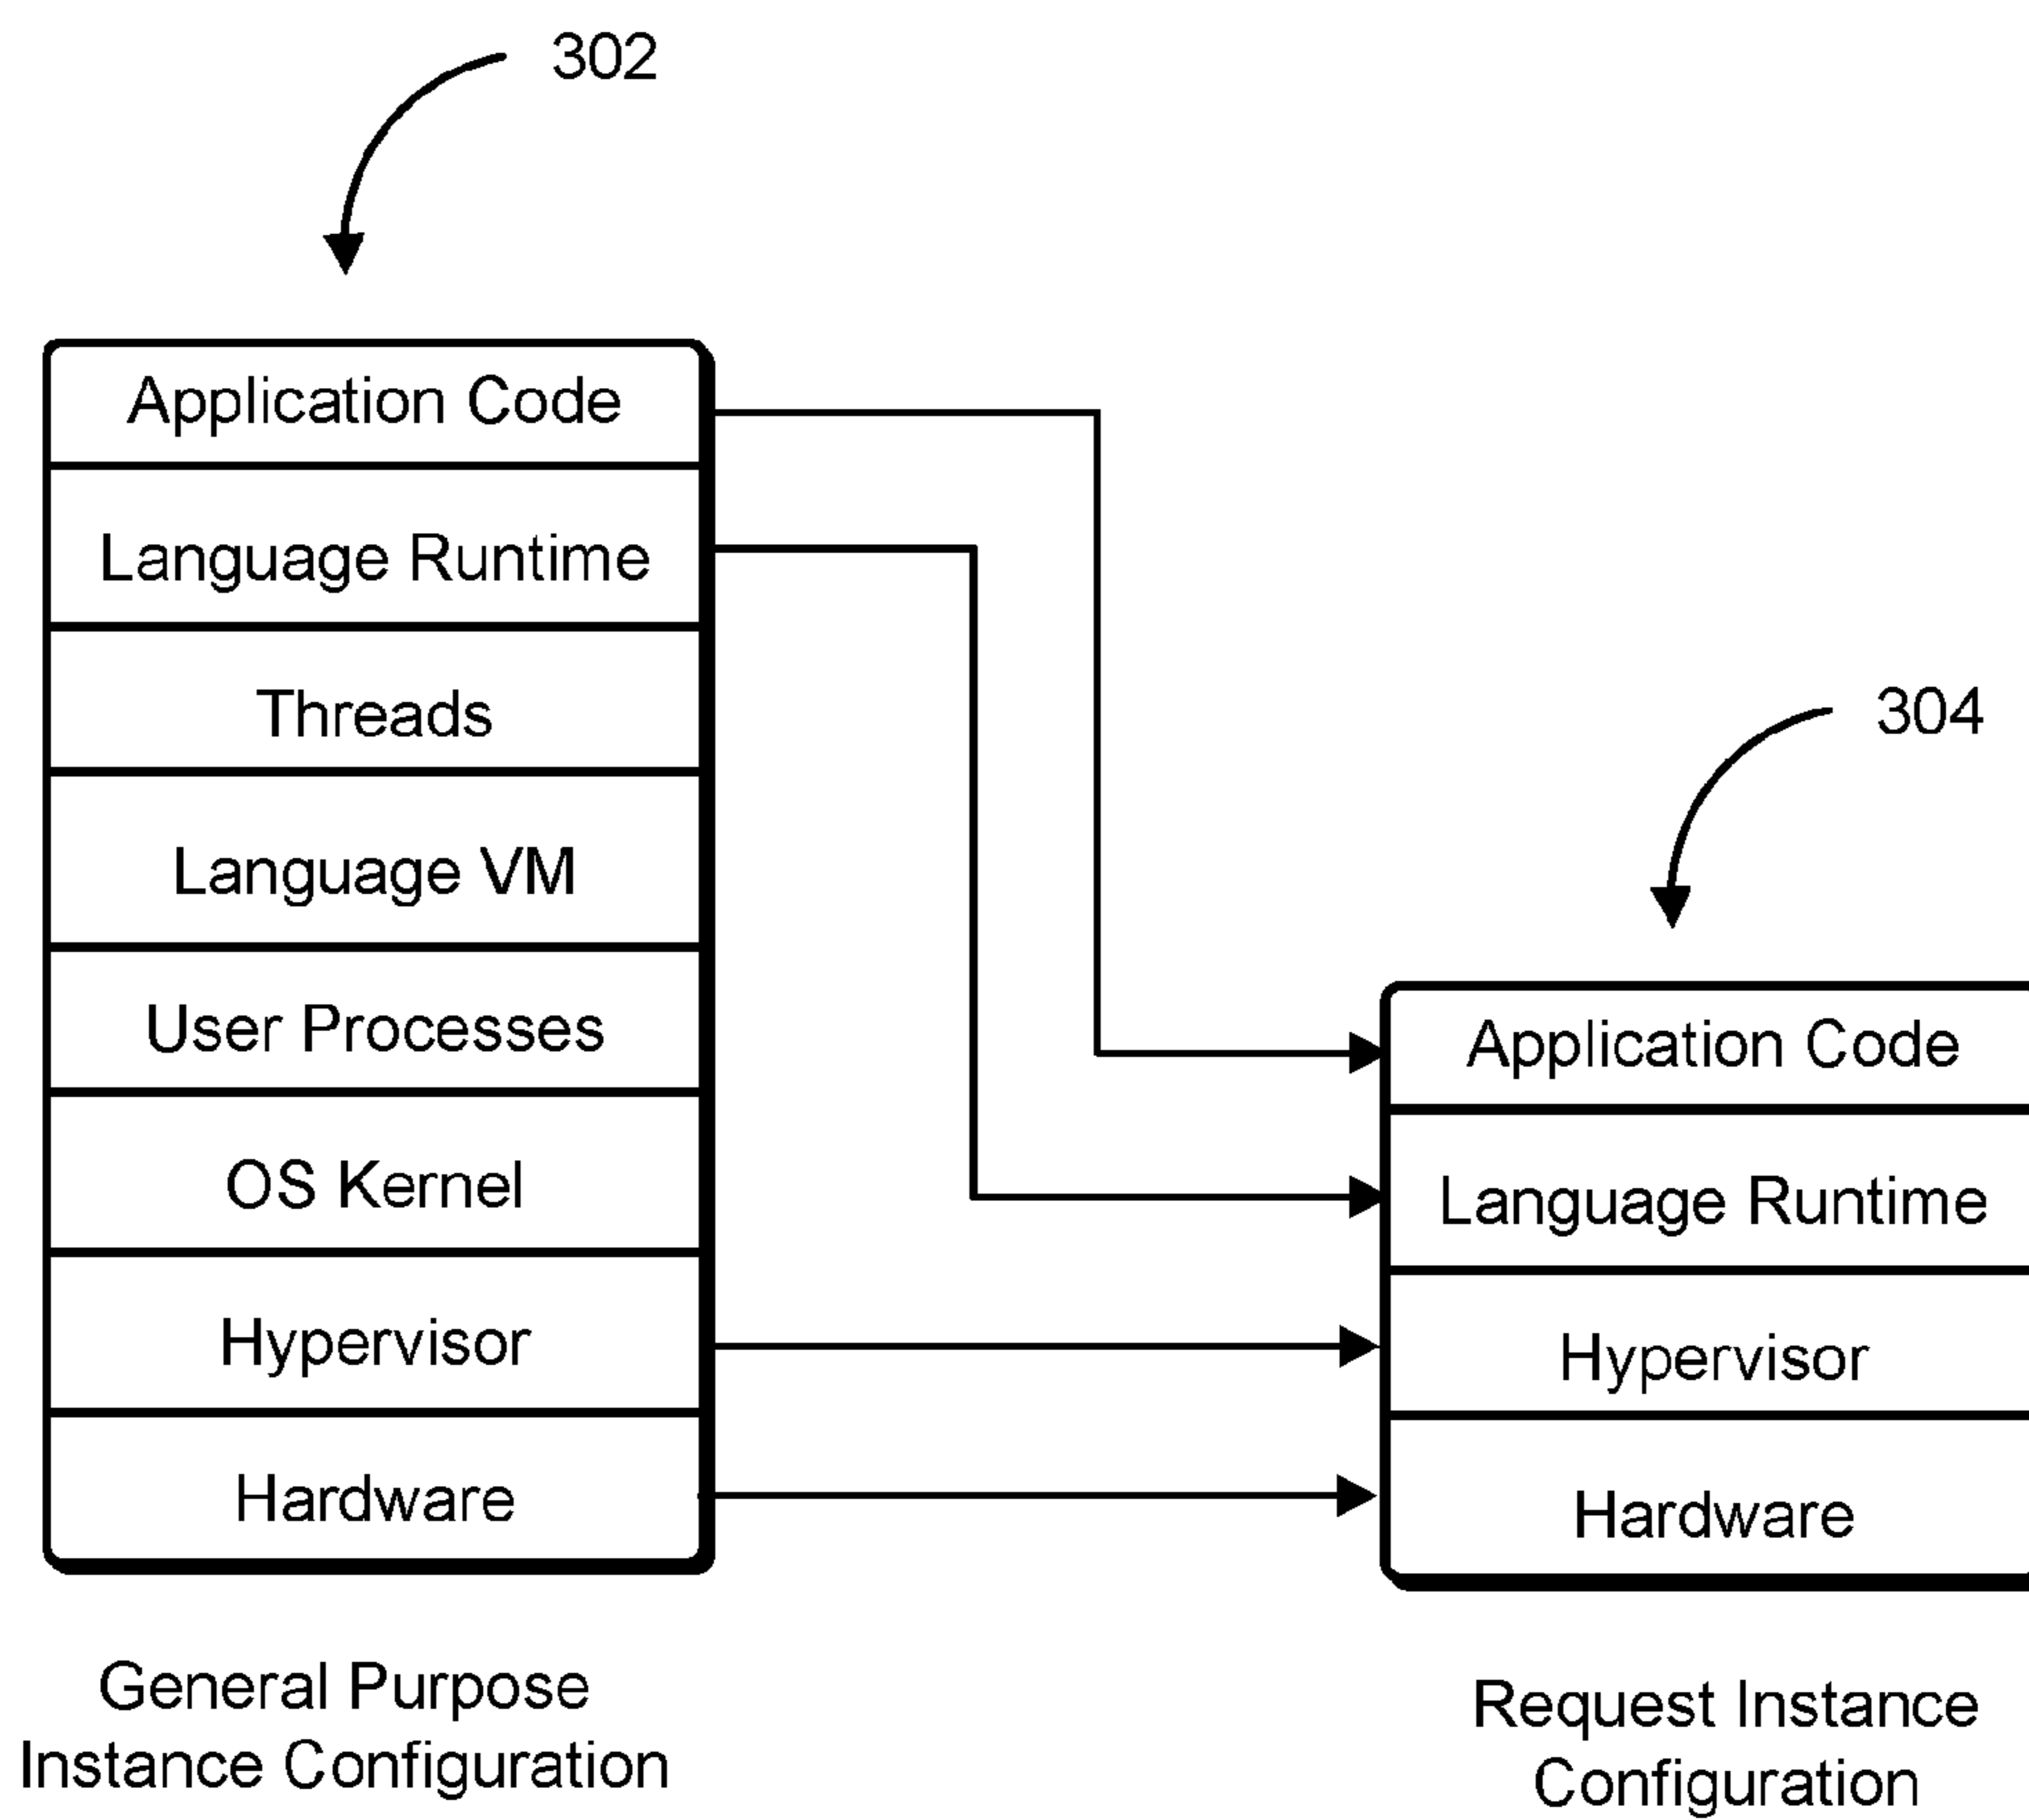 302
Application Code
Language Runtime
Threads
Language VM
User Processes
OS Kernel
Hypervisor
Hardware
General Purpose
Instance Configuration
304
Application Code
Language Runtime
Hypervisor
Hardware
Request Instance
Configuration